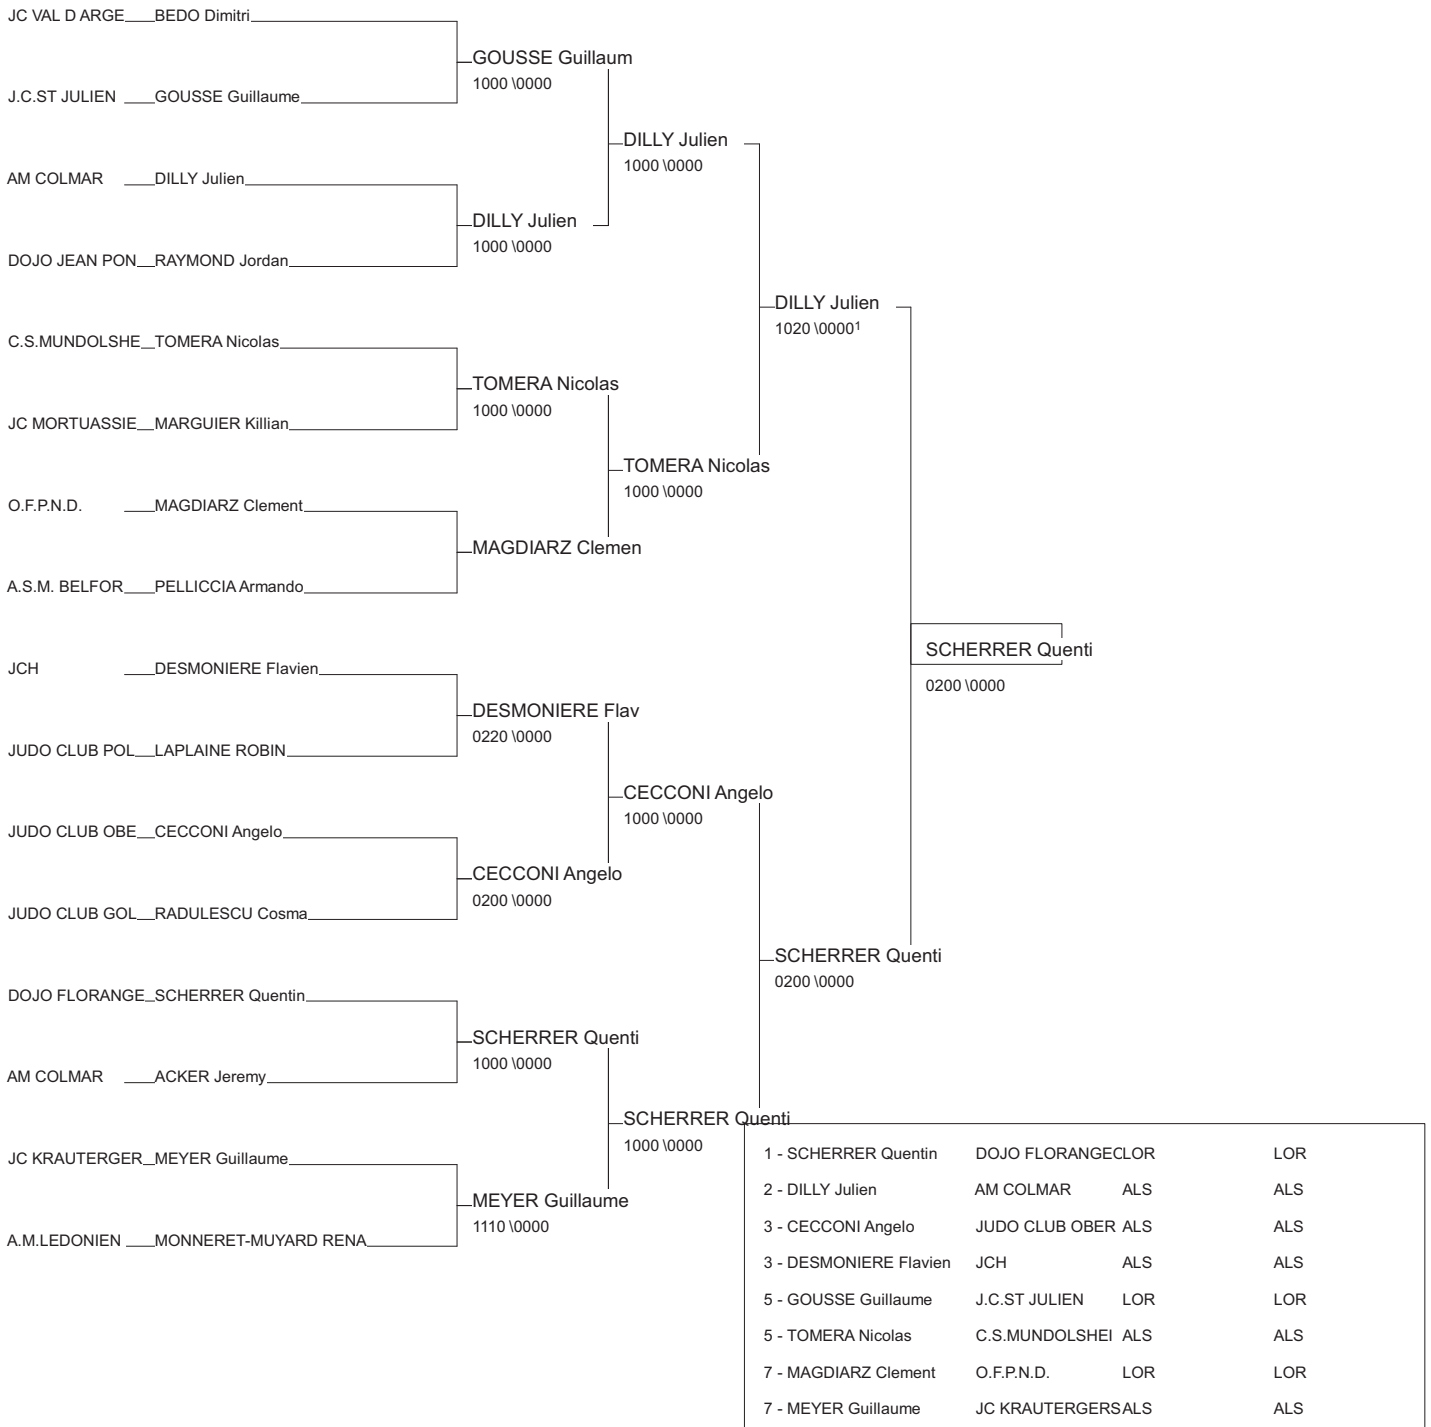 JC VAL D ARGE BEDO Dimitri
GOUSSE Guillaum
1000 \0000
J.C.ST JULIEN GOUSSE Guillaume
DILLY Julien
1000 \0000
AM COLMAR DILLY Julien
DILLY Julien
1000 \0000
DOJO JEAN PON RAYMOND Jordan
DILLY Julien
1020 \0000¹
C.S.MUNDOLSHE TOMERA Nicolas
TOMERA Nicolas
1000 \0000
JC MORTUASSIE MARGUIER Killian
TOMERA Nicolas
1000 \0000
O.F.P.N.D. MAGDIARZ Clement
MAGDIARZ Clemen
A.S.M. BELFOR PELLICCIA Armando
SCHERRER Quenti
0200 \0000
JCH DESMONIERE Flavien
DESMONIERE Flav
0220 \0000
JUDO CLUB POL LAPLAINE ROBIN
CECCONI Angelo
1000 \0000
JUDO CLUB OBE CECCONI Angelo
CECCONI Angelo
0200 \0000
JUDO CLUB GOL RADULESCU Cosma
SCHERRER Quenti
0200 \0000
DOJO FLORANGE SCHERRER Quentin
SCHERRER Quenti
1000 \0000
AM COLMAR ACKER Jeremy
SCHERRER Quenti
1000 \0000
JC KRAUTERGER MEYER Guillaume
MEYER Guillaume
1110 \0000
A.M.LEDONIEN MONNERET-MUYARD RENA
1 - SCHERRER Quentin DOJO FLORANGEC LOR LOR
2 - DILLY Julien AM COLMAR ALS ALS
3 - CECCONI Angelo JUDO CLUB OBER ALS ALS
3 - DESMONIERE Flavien JCH ALS ALS
5 - GOUSSE Guillaume J.C.ST JULIEN LOR LOR
5 - TOMERA Nicolas C.S.MUNDOLSHEI ALS ALS
7 - MAGDIARZ Clement O.F.P.N.D. LOR LOR
7 - MEYER Guillaume JC KRAUTERGERS ALS ALS